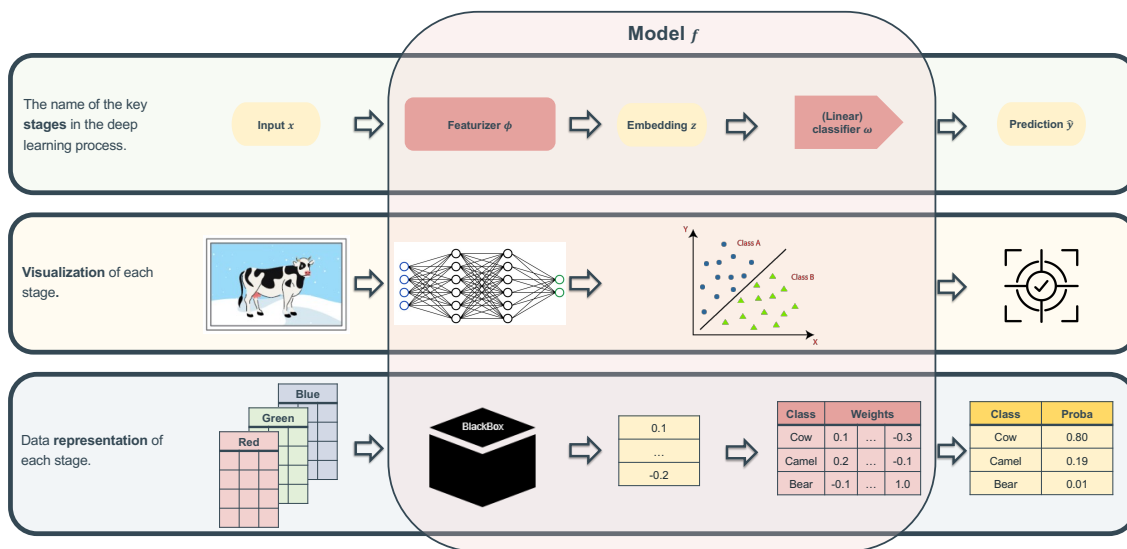 Model f
The name of the key
stages in the deep
learning process.
Input x
Featurizer ϕ
Embedding z
(Linear)
classifier ω
Prediction ŷ
Visualization of each
stage.
Y
Class A
Class B
X
Data representation of
each stage.
Blue
Green
Red
BlackBox
0.1
...
-0.2
Class Weights
Cow 0.1 ... -0.3
Camel 0.2 ... -0.1
Bear -0.1 ... 1.0
Class Proba
Cow 0.80
Camel 0.19
Bear 0.01